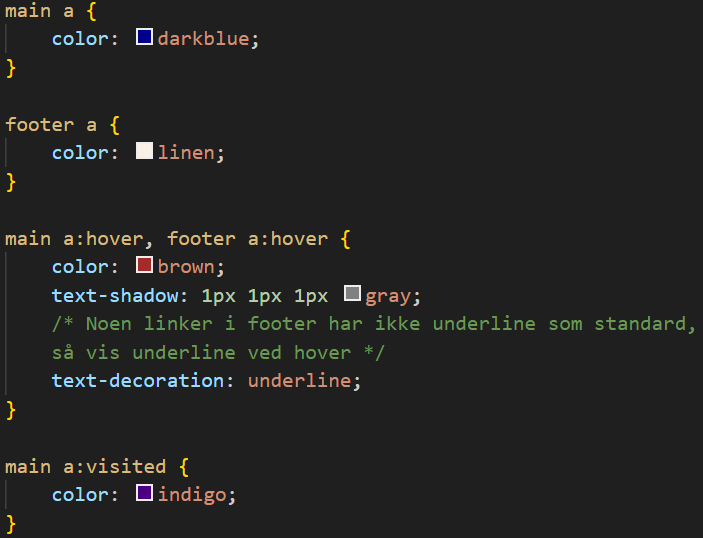 main a {
    color: darkblue;
}

footer a {
    color: linen;
}

main a:hover, footer a:hover {
    color: brown;
    text-shadow: 1px 1px 1px gray;
    /* Noen linker i footer har ikke underline som standard,
    så vis underline ved hover */
    text-decoration: underline;
}

main a:visited {
    color: indigo;
}